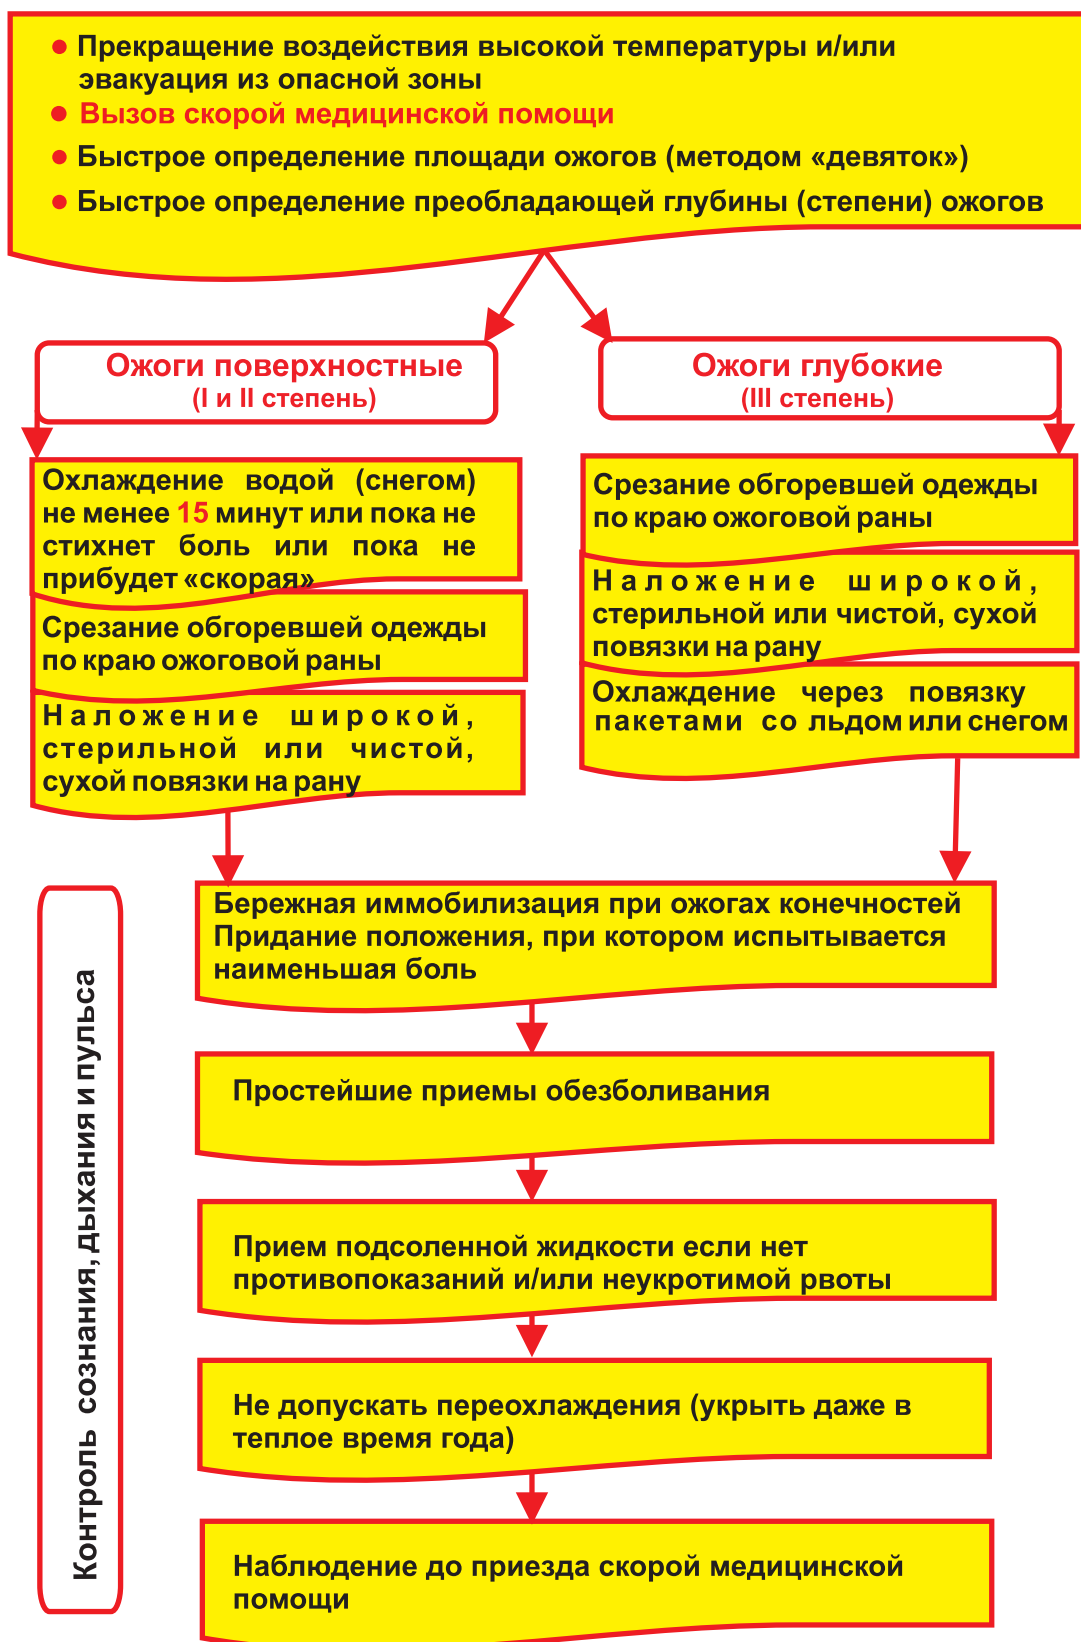 • Прекращение воздействия высокой температуры и/или
эвакуация из опасной зоны
• Вызов скорой медицинской помощи
• Быстрое определение площади ожогов (методом «девяток»)
• Быстрое определение преобладающей глубины (степени) ожогов
Ожоги поверхностные
(I и II степень)
Охлаждение водой (снегом)
не менее 15 минут или пока не
стихнет боль или пока не
прибудет «скорая»
Срезание обгоревшей одежды
по краю ожоговой раны
Наложение широкой,
стерильной или чистой,
сухой повязки на рану
Ожоги глубокие
(III степень)
Срезание обгоревшей одежды
по краю ожоговой раны
Наложение широкой,
стерильной или чистой, сухой
повязки на рану
Охлаждение через повязку
пакетами со льдом или снегом
Контроль сознания, дыхания и пульса
Бережная иммобилизация при ожогах конечностей
Придание положения, при котором испытывается
наименьшая боль
Простейшие приемы обезболивания
Прием подсоленной жидкости если нет
противопоказаний и/или неукротимой рвоты
Не допускать переохлаждения (укрыть даже в
теплое время года)
Наблюдение до приезда скорой медицинской
помощи